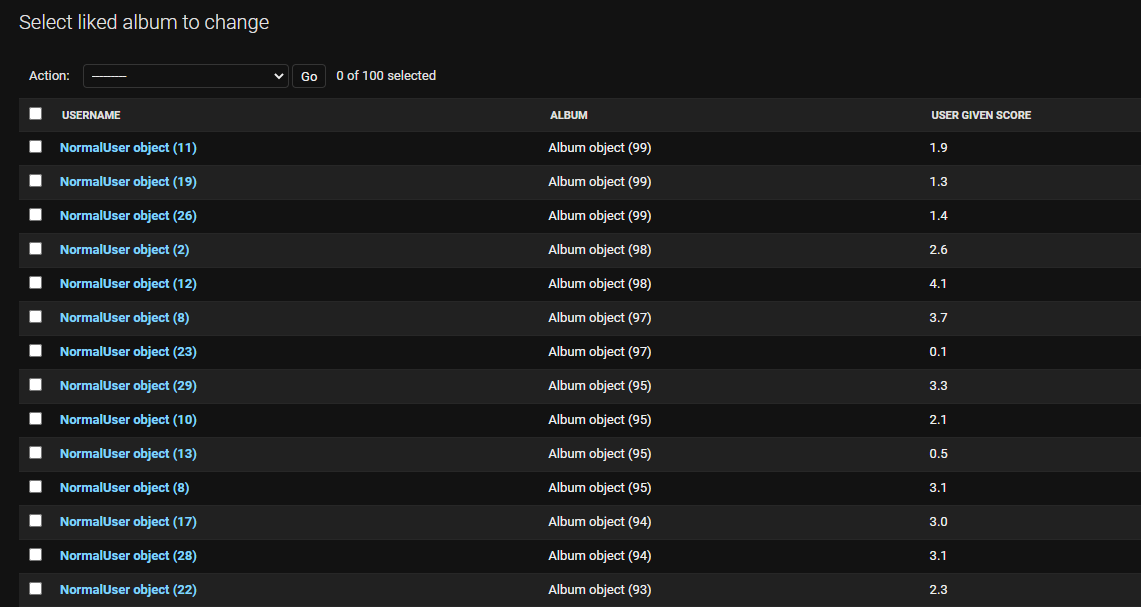 Select liked album to change
Action: --------- Go 0 of 100 selected
USERNAME ALBUM USER GIVEN SCORE
NormalUser object (11) Album object (99) 1.9
NormalUser object (19) Album object (99) 1.3
NormalUser object (26) Album object (99) 1.4
NormalUser object (2) Album object (98) 2.6
NormalUser object (12) Album object (98) 4.1
NormalUser object (8) Album object (97) 3.7
NormalUser object (23) Album object (97) 0.1
NormalUser object (29) Album object (95) 3.3
NormalUser object (10) Album object (95) 2.1
NormalUser object (13) Album object (95) 0.5
NormalUser object (8) Album object (95) 3.1
NormalUser object (17) Album object (94) 3.0
NormalUser object (28) Album object (94) 3.1
NormalUser object (22) Album object (93) 2.3